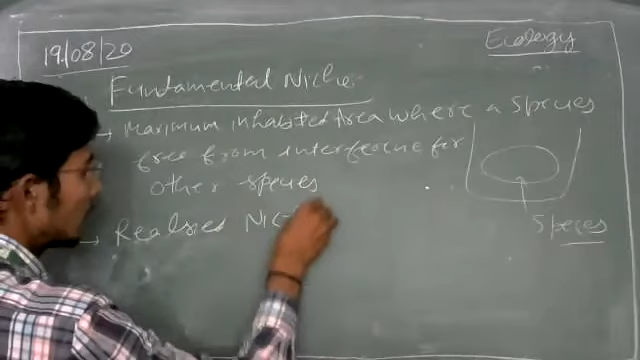 19/08/20
Ecology
Fundamental Niche
→ Maximum inhabited Area where a Species
free from interference for
other species
Species
→ Realised Nic